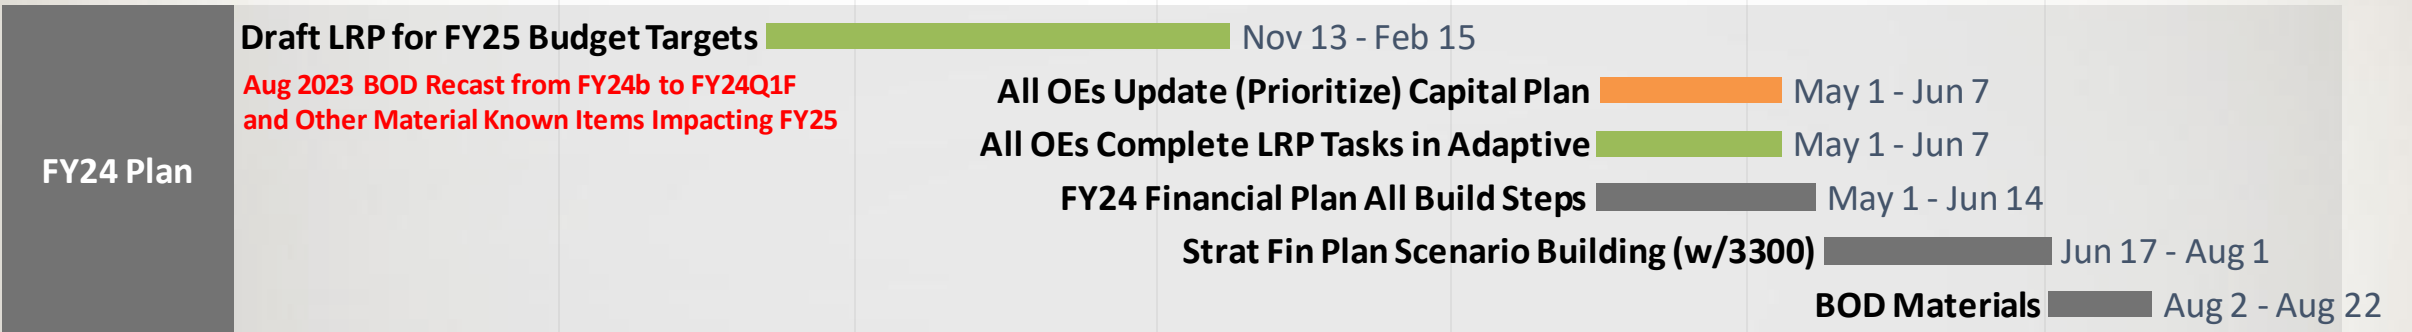 Draft LRP for FY25 Budget Targets Nov 13 - Feb 15
Aug 2023 BOD Recast from FY24b to FY24Q1F
and Other Material Known Items Impacting FY25
All OEs Update (Prioritize) Capital Plan May 1 - Jun 7
All OEs Complete LRP Tasks in Adaptive May 1 - Jun 7
FY24 Plan
FY24 Financial Plan All Build Steps May 1 - Jun 14
Strat Fin Plan Scenario Building (w/3300) Jun 17 - Aug 1
BOD Materials Aug 2 - Aug 22